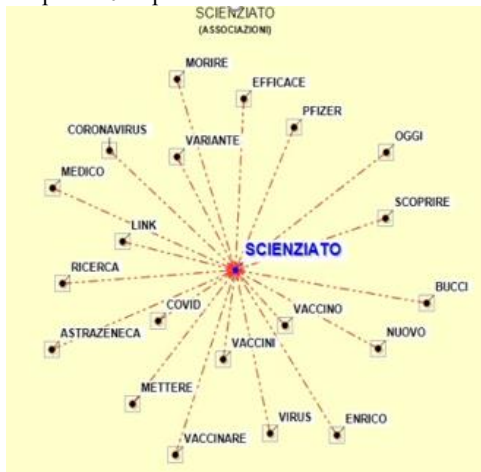 SCIENZIATO
(ASSOCIAZIONI)
MORIRE
EFFICACE
PFIZER
CORONAVIRUS
VARIANTE
OGGI
MEDICO
SCOPRIRE
LINK
SCIENZIATO
RICERCA
BUCCI
COVID
VACCINO
ASTRAZENECA
VACCINI
NUOVO
METTERE
VIRUS
ENRICO
VACCINARE